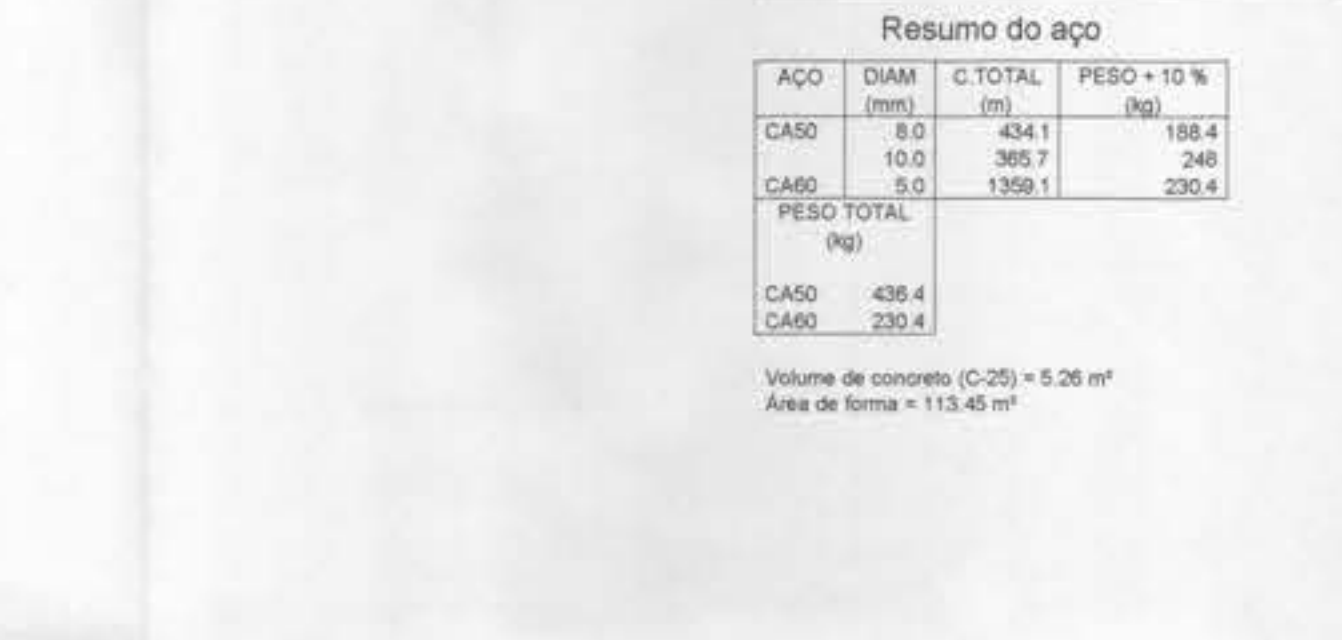 Resumo do aço
AÇO DIAM C.TOTAL PESO + 10 %
(mm) (m) (kg)
CA50 8.0 434.1 188.4
10.0 365.7 248
CA60 5.0 1359.1 230.4
PESO TOTAL
(kg)
CA50 436.4
CA60 230.4
Volume de concreto (C-25) = 5.26 m³
Área de forma = 113.45 m²